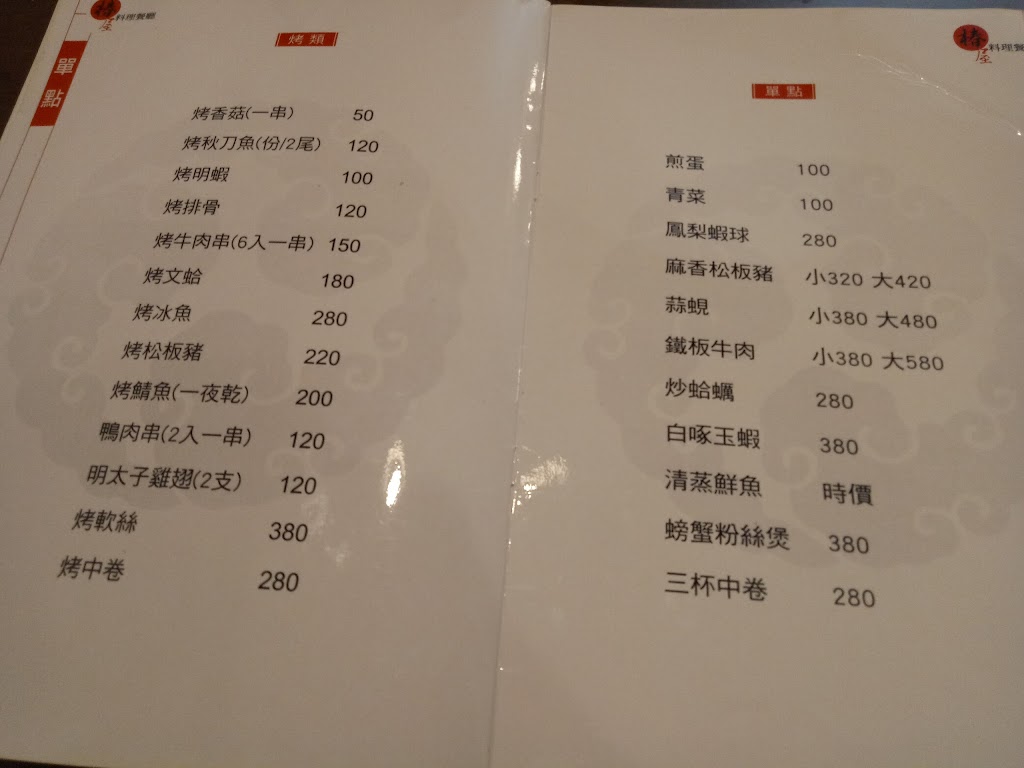 椿屋 料理餐廳
單點
烤類
烤香菇(一串) 50
烤秋刀魚(份/2尾) 120
烤明蝦 100
烤排骨 120
烤牛肉串(6入一串) 150
烤文蛤 180
烤冰魚 280
烤松板豬 220
烤鯖魚(一夜乾) 200
鴨肉串(2入一串) 120
明太子雞翅(2支) 120
烤軟絲 380
烤中卷 280
椿屋 料理餐
單點
煎蛋 100
青菜 100
鳳梨蝦球 280
麻香松板豬 小320 大420
蒜蜆 小380 大480
鐵板牛肉 小380 大580
炒蛤蠣 280
白啄玉蝦 380
清蒸鮮魚 時價
螃蟹粉絲煲 380
三杯中卷 280